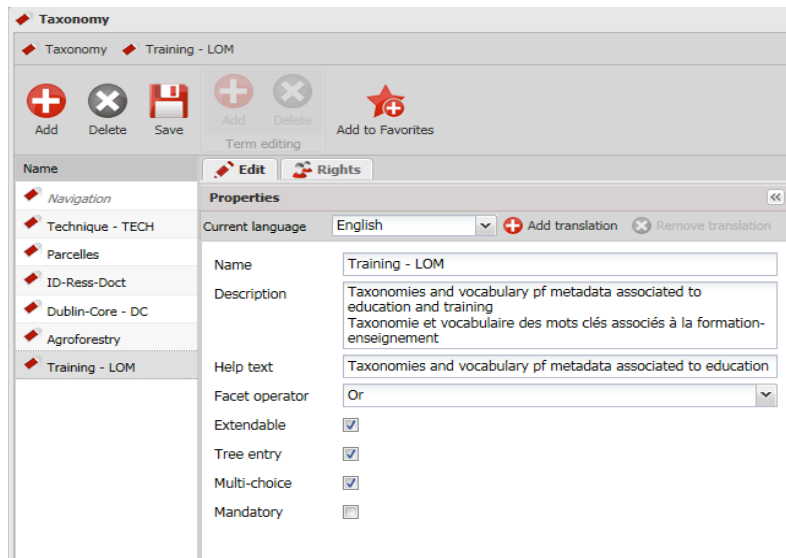 Taxonomy
Taxonomy Training - LOM
Add Delete Save Add Delete Add to Favorites
Term editing
Name Edit Rights
Navigation Properties
Technique - TECH Current language English Add translation Remove translation
Parcelles
ID-Ress-Doct
Dublin-Core - DC
Agroforestry
Training - LOM
Name Training - LOM
Description Taxonomies and vocabulary pf metadata associated to
education and training
Taxonomie et vocabulaire des mots clés associés à la formation-
enseignement
Help text Taxonomies and vocabulary pf metadata associated to education
Facet operator Or
Extendable
Tree entry
Multi-choice
Mandatory